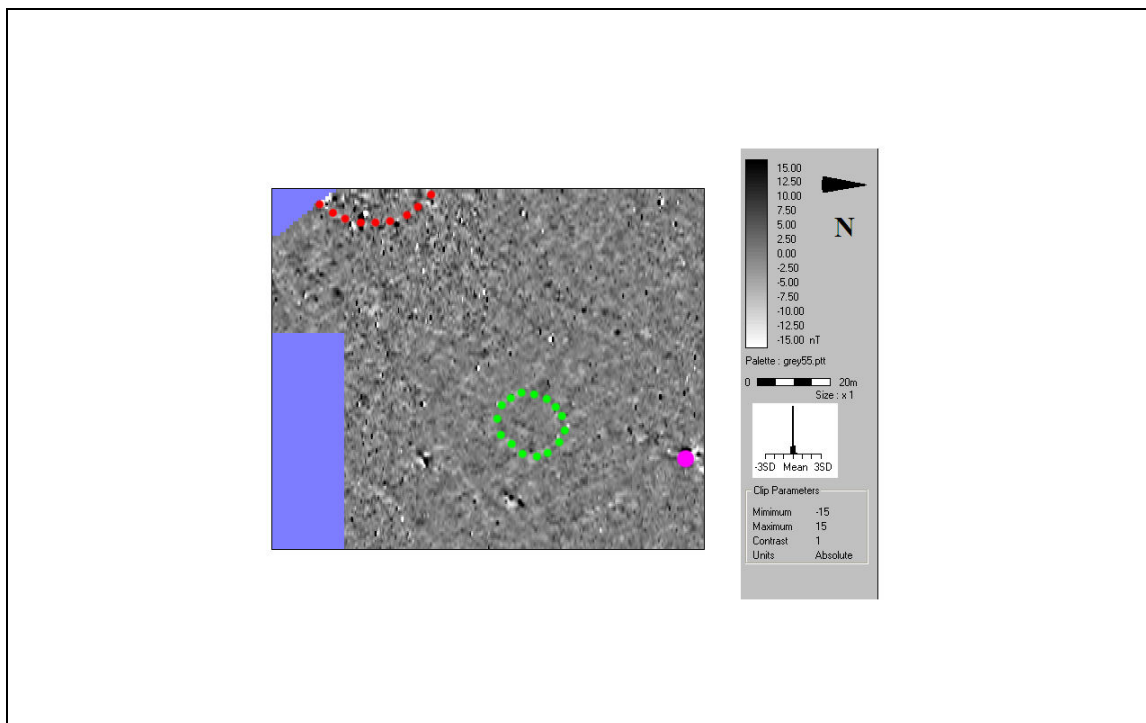 15.00
12.50
10.00
7.50
5.00
2.50
0.00
-2.50
-5.00
-7.50
-10.00
-12.50
-15.00 nT
N
Palette : grey55.ptt
0 20m
Size : x 1
-3SD Mean 3SD
Clip Parameters
Minimum -15
Maximum 15
Contrast 1
Units Absolute